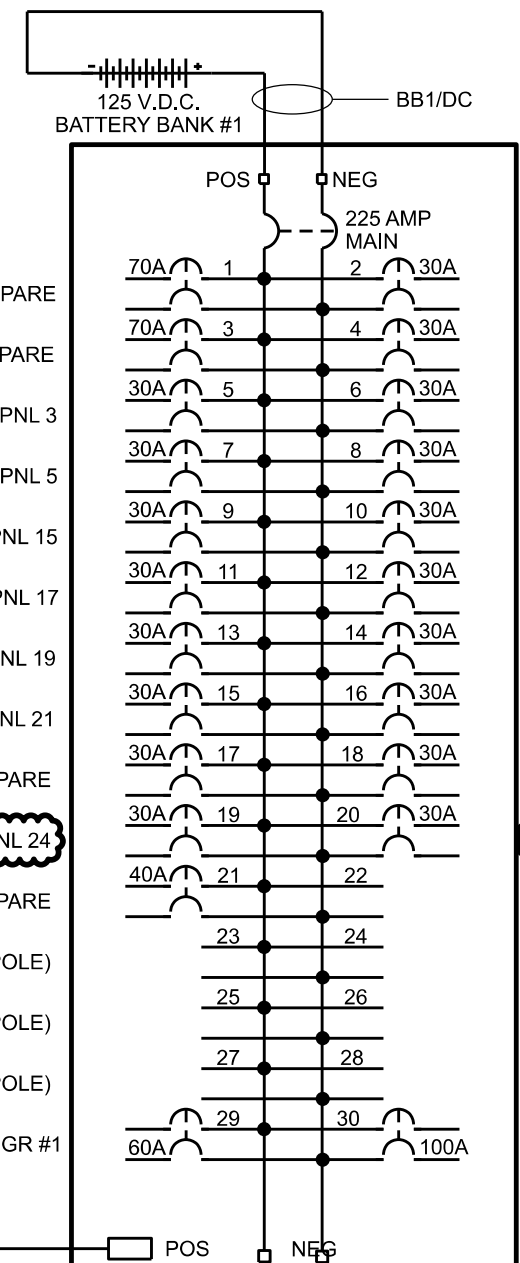 - +
125 V.D.C.
BATTERY BANK #1
BB1/DC
POS NEG
225 AMP
MAIN
70A 1 2 30A
PARE
70A 3 4 30A
PARE
30A 5 6 30A
PNL 3
30A 7 8 30A
PNL 5
30A 9 10 30A
PNL 15
30A 11 12 30A
PNL 17
30A 13 14 30A
NL 19
30A 15 16 30A
NL 21
30A 17 18 30A
PARE
30A 19 20 30A
NL 24
40A 21 22
PARE
23 24
POLE)
25 26
POLE)
27 28
POLE)
29 30
GR #1 60A 100A
POS NEG